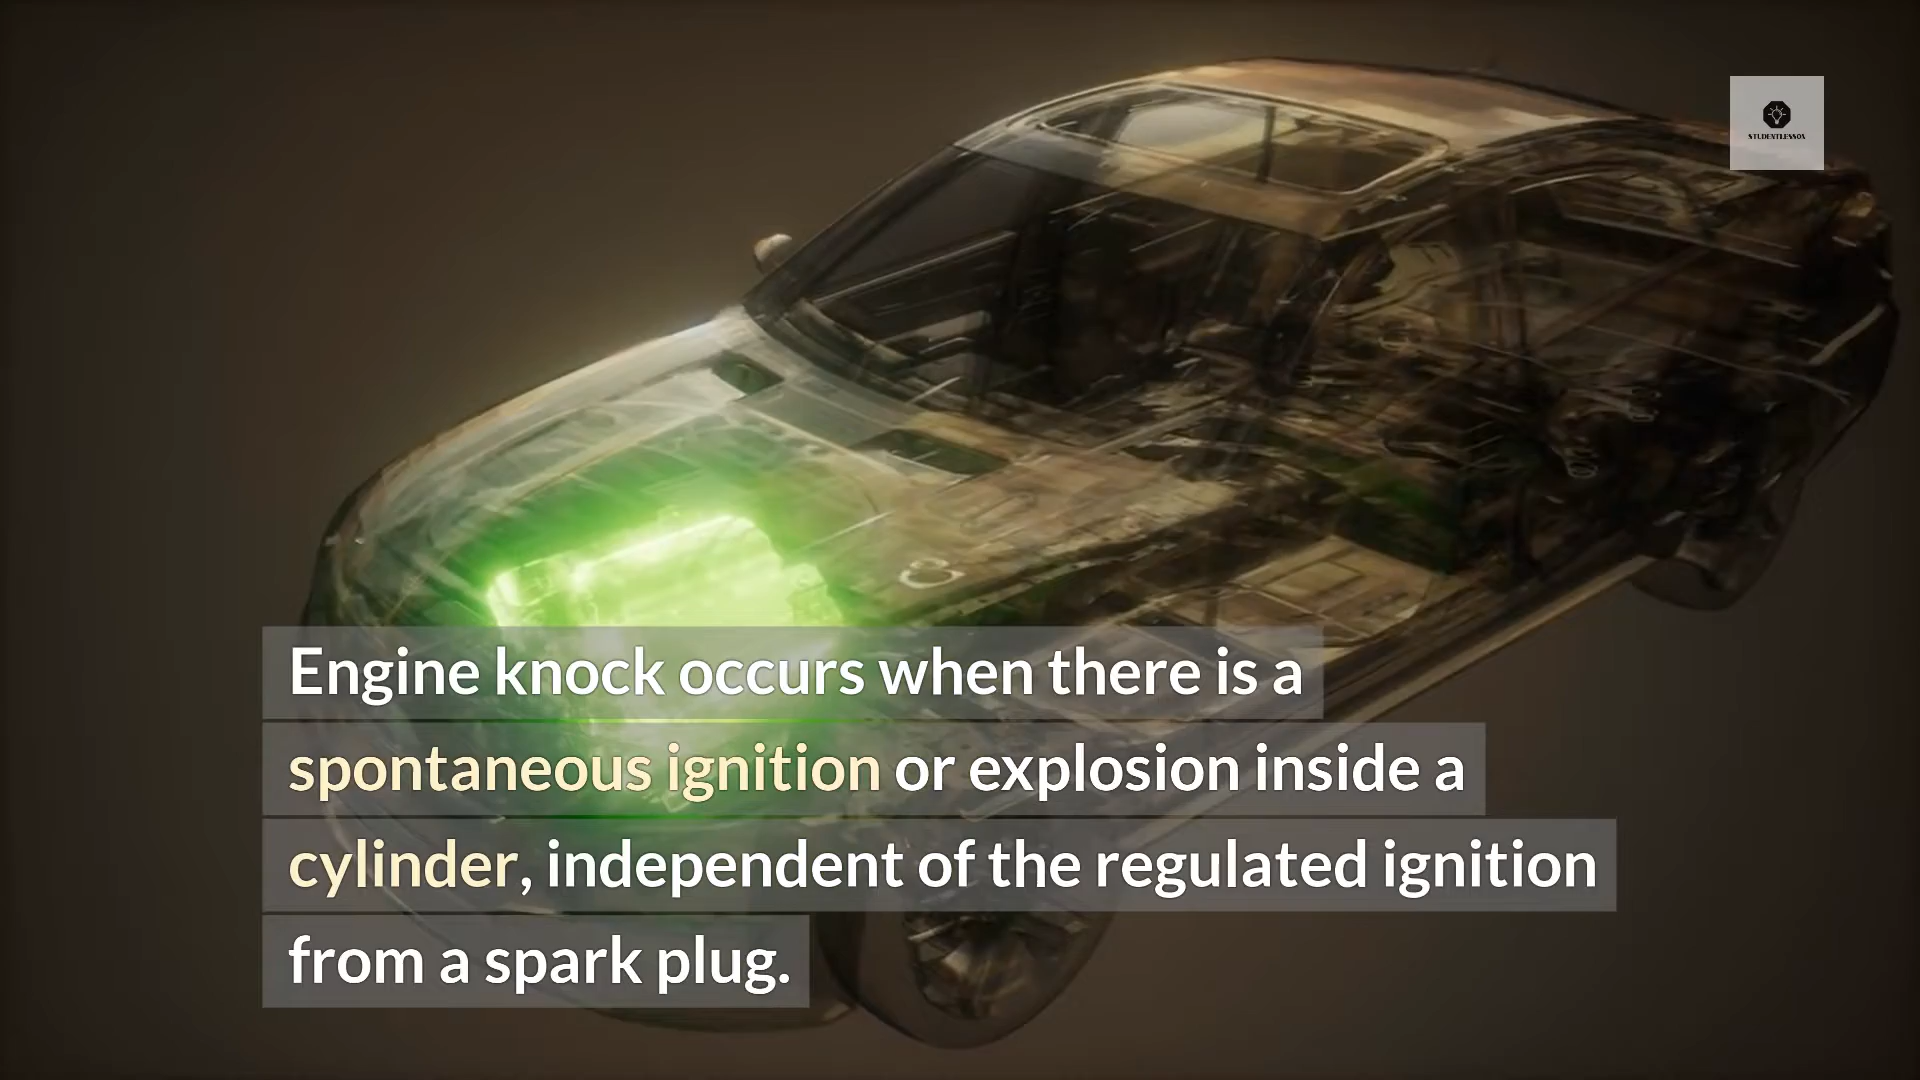 STUDENTLESSON
Engine knock occurs when there is a
spontaneous ignition or explosion inside a
cylinder, independent of the regulated ignition
from a spark plug.